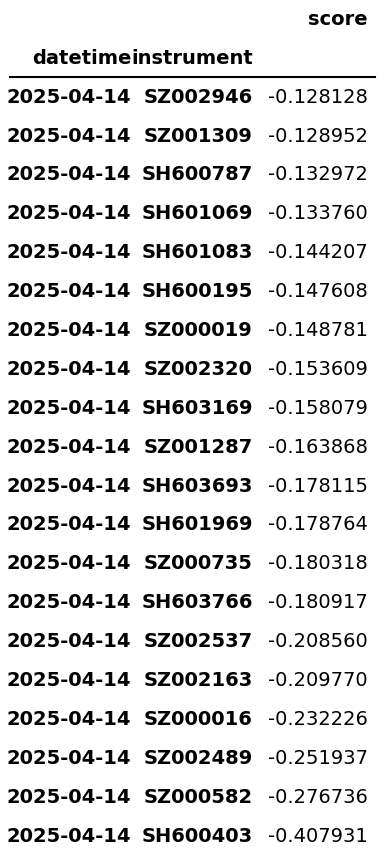 score
datetime instrument
2025-04-14 SZ002946 -0.128128
2025-04-14 SZ001309 -0.128952
2025-04-14 SH600787 -0.132972
2025-04-14 SH601069 -0.133760
2025-04-14 SH601083 -0.144207
2025-04-14 SH600195 -0.147608
2025-04-14 SZ000019 -0.148781
2025-04-14 SZ002320 -0.153609
2025-04-14 SH603169 -0.158079
2025-04-14 SZ001287 -0.163868
2025-04-14 SH603693 -0.178115
2025-04-14 SH601969 -0.178764
2025-04-14 SZ000735 -0.180318
2025-04-14 SH603766 -0.180917
2025-04-14 SZ002537 -0.208560
2025-04-14 SZ002163 -0.209770
2025-04-14 SZ000016 -0.232226
2025-04-14 SZ002489 -0.251937
2025-04-14 SZ000582 -0.276736
2025-04-14 SH600403 -0.407931